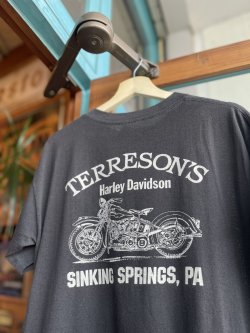 TERRESON'S
Harley Davidson
SINKING SPRINGS, PA